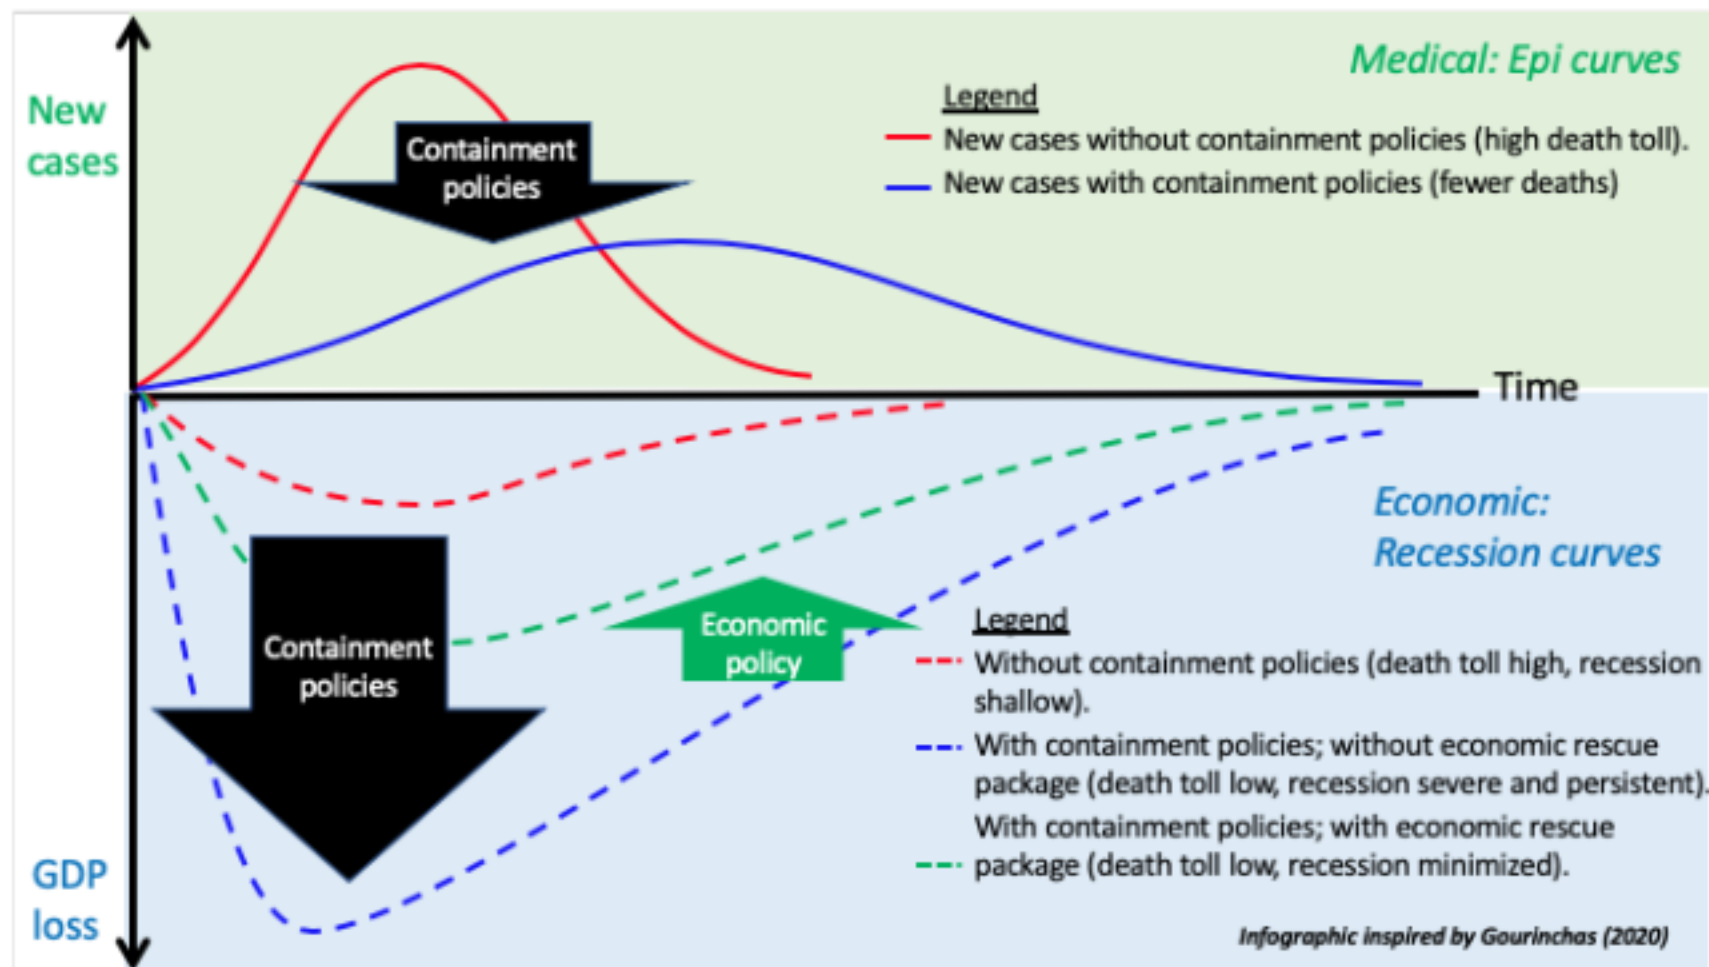 Medical: Epi curves
New
cases
Legend
New cases without containment policies (high death toll).
New cases with containment policies (fewer deaths)
Containment
policies
Time
Economic:
Recession curves
Containment
policies
Economic
policy
Legend
Without containment policies (death toll high, recession
shallow).
With containment policies; without economic rescue
package (death toll low, recession severe and persistent).
With containment policies; with economic rescue
package (death toll low, recession minimized).
GDP
loss
Infographic inspired by Gourinchas (2020)